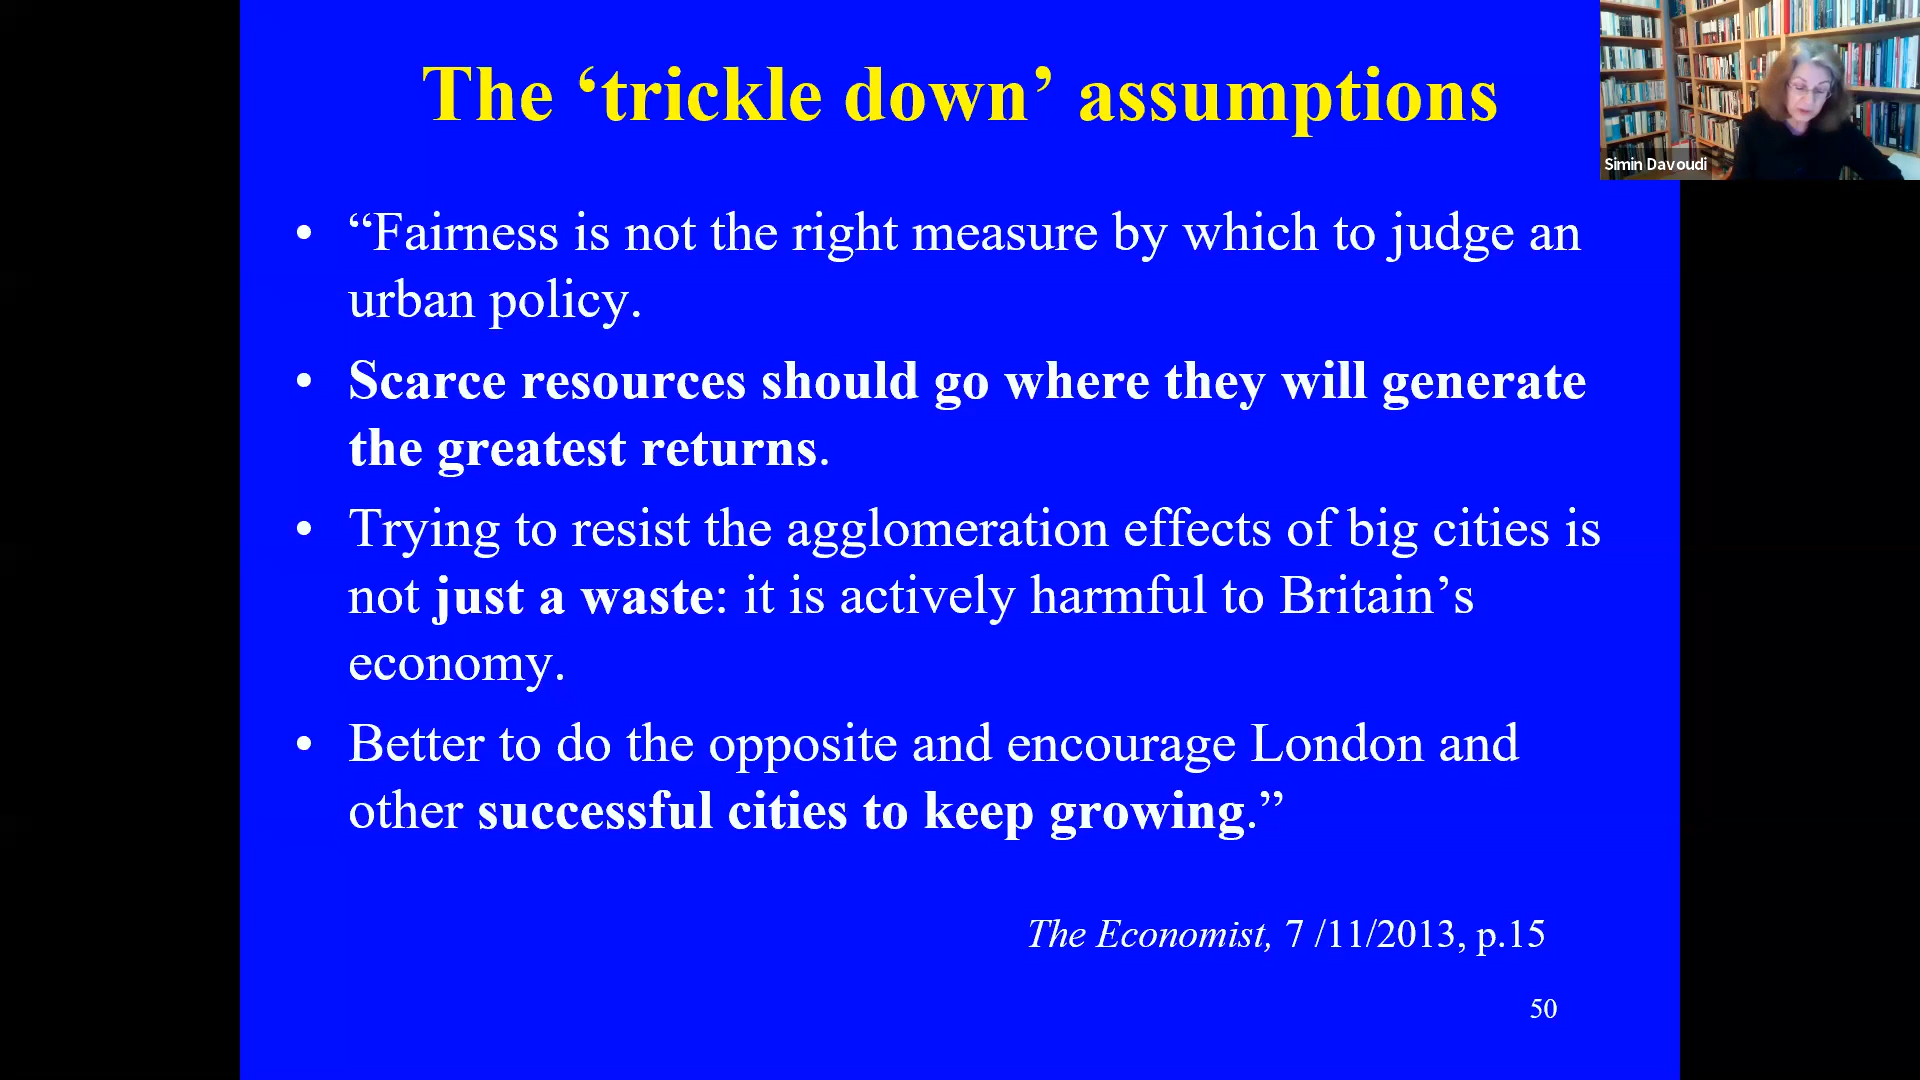 The ‘trickle down’ assumptions
Simin Davoudi
• “Fairness is not the right measure by which to judge an
urban policy.
• Scarce resources should go where they will generate
the greatest returns.
• Trying to resist the agglomeration effects of big cities is
not just a waste: it is actively harmful to Britain’s
economy.
• Better to do the opposite and encourage London and
other successful cities to keep growing.”
The Economist, 7 /11/2013, p.15
50